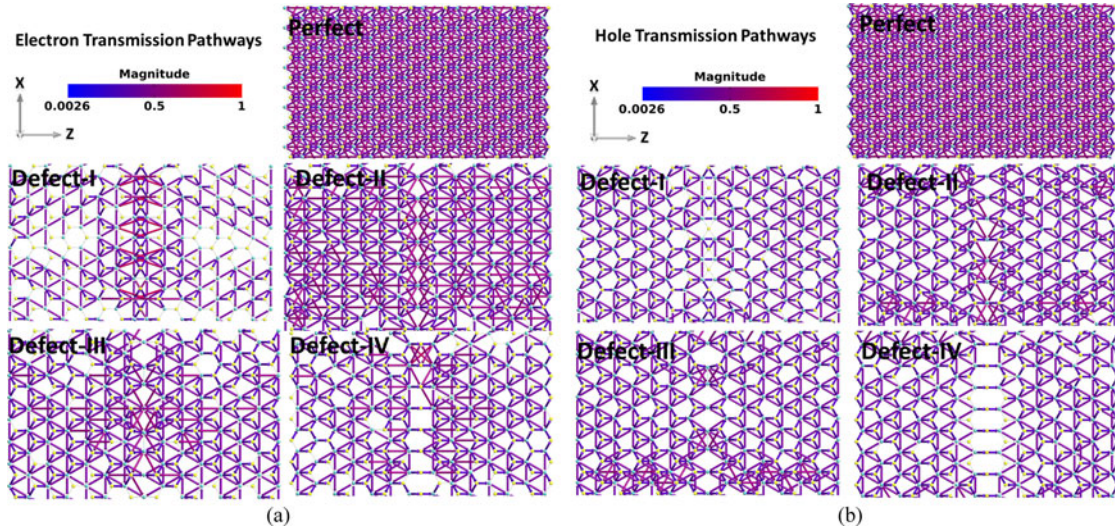 Electron Transmission Pathways
Magnitude
0.0026 0.5 1
X
Z
Perfect
Defect-I
Defect-II
Defect-III
Defect-IV
(a)
Hole Transmission Pathways
Magnitude
0.0026 0.5 1
X
Z
Perfect
Defect-I
Defect-II
Defect-III
Defect-IV
(b)